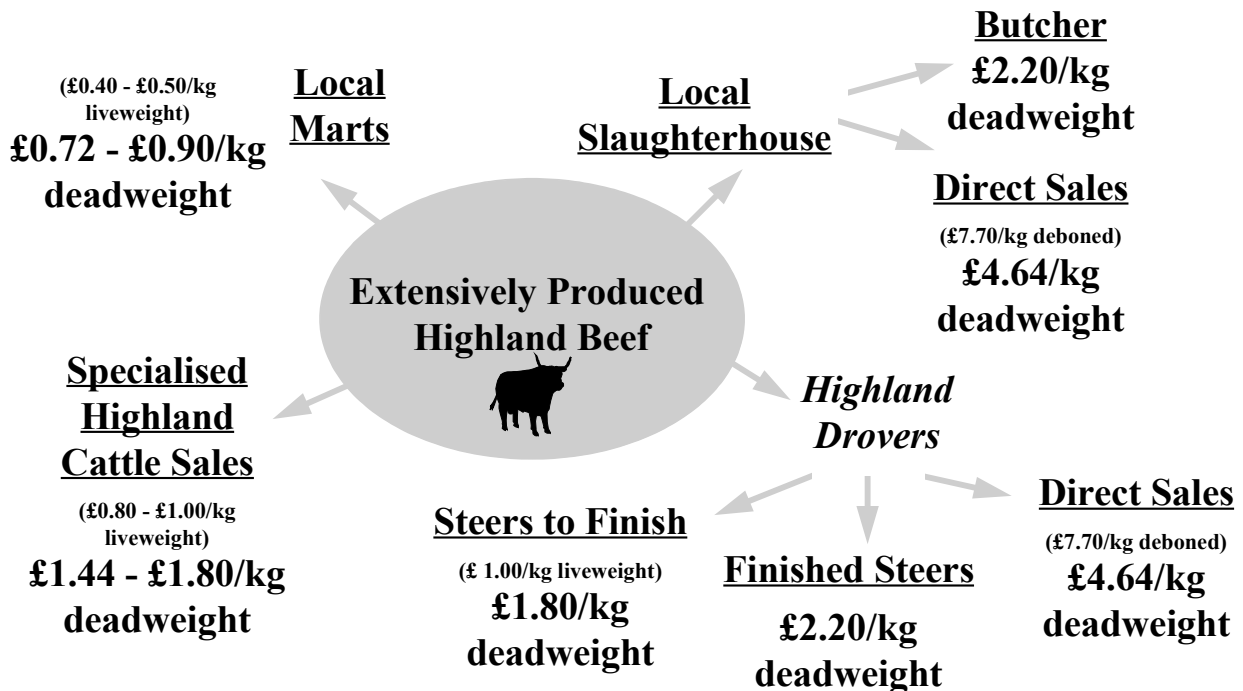 (£0.40 - £0.50/kg
liveweight)
£0.72 - £0.90/kg
deadweight
Local
Marts
Local
Slaughterhouse
Butcher
£2.20/kg
deadweight
Direct Sales
(£7.70/kg deboned)
£4.64/kg
deadweight
Extensively Produced
Highland Beef
Specialised
Highland
Cattle Sales
(£0.80 - £1.00/kg
liveweight)
£1.44 - £1.80/kg
deadweight
Highland
Drovers
Steers to Finish
(£ 1.00/kg liveweight)
£1.80/kg
deadweight
Finished Steers
£2.20/kg
deadweight
Direct Sales
(£7.70/kg deboned)
£4.64/kg
deadweight